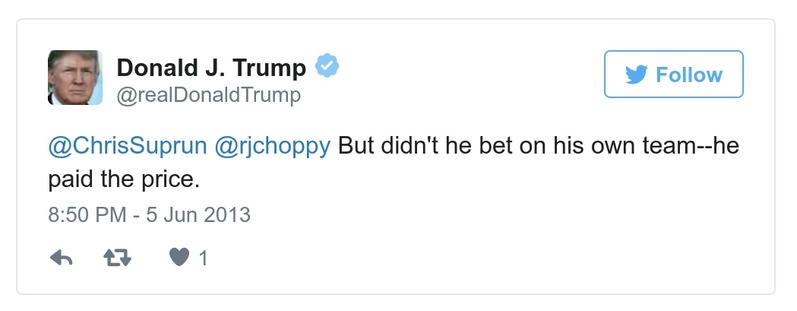 Donald J. Trump
@realDonaldTrump
Follow
@ChrisSuprun @rjchoppy But didn't he bet on his own team--he
paid the price.
8:50 PM - 5 Jun 2013
1